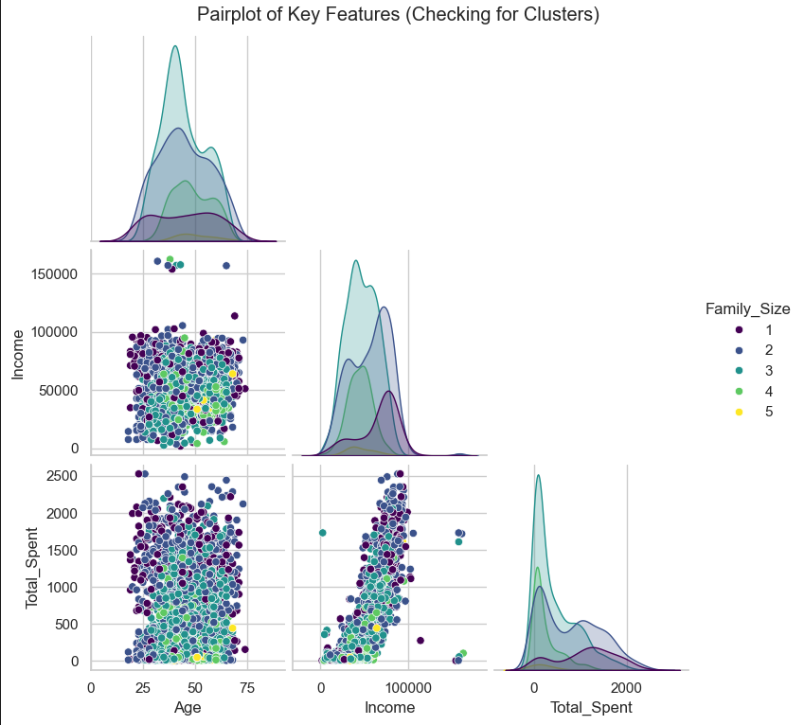 Pairplot of Key Features (Checking for Clusters)
150000
100000
50000
0
Income
Family_Size
1
2
3
4
5
2500
2000
1500
1000
500
0
Total_Spent
0 25 50 75
Age
0 100000
Income
0 2000
Total_Spent